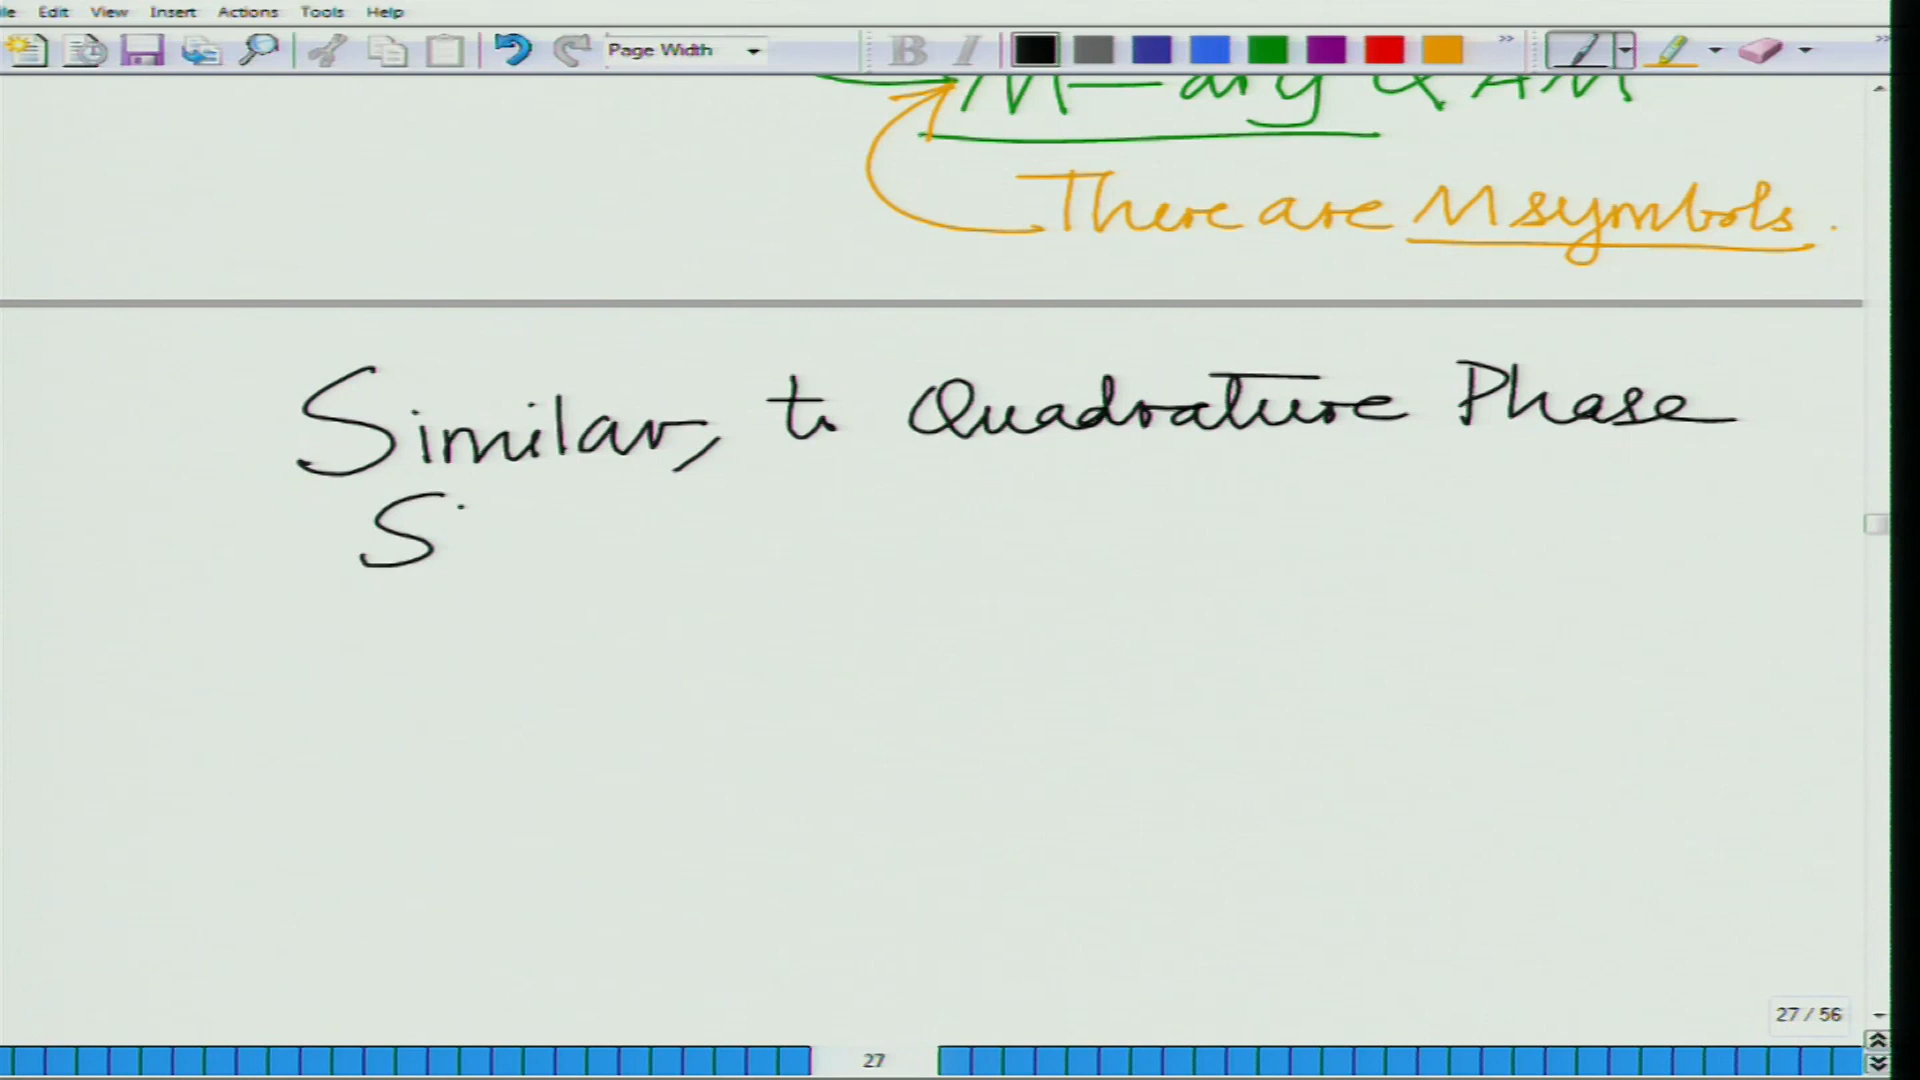 Edit View Insert Actions Tools Help
Page Width
M-ary QAM
There are M symbols.
Similar, to Quadrature Phase
S
27 / 56
27